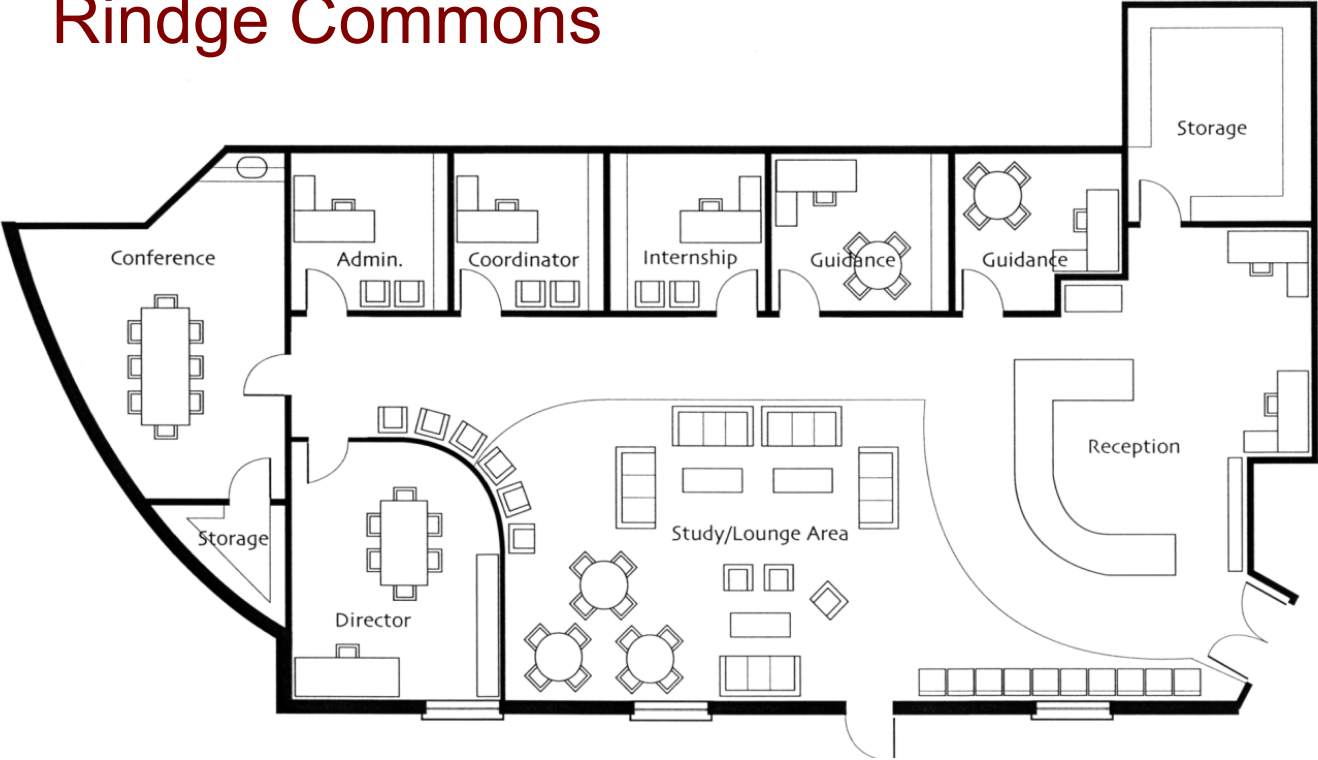 Rindge Commons
Storage
Conference
Admin.
Coordinator
Internship
Guidance
Guidance
Reception
Storage
Study/Lounge Area
Director